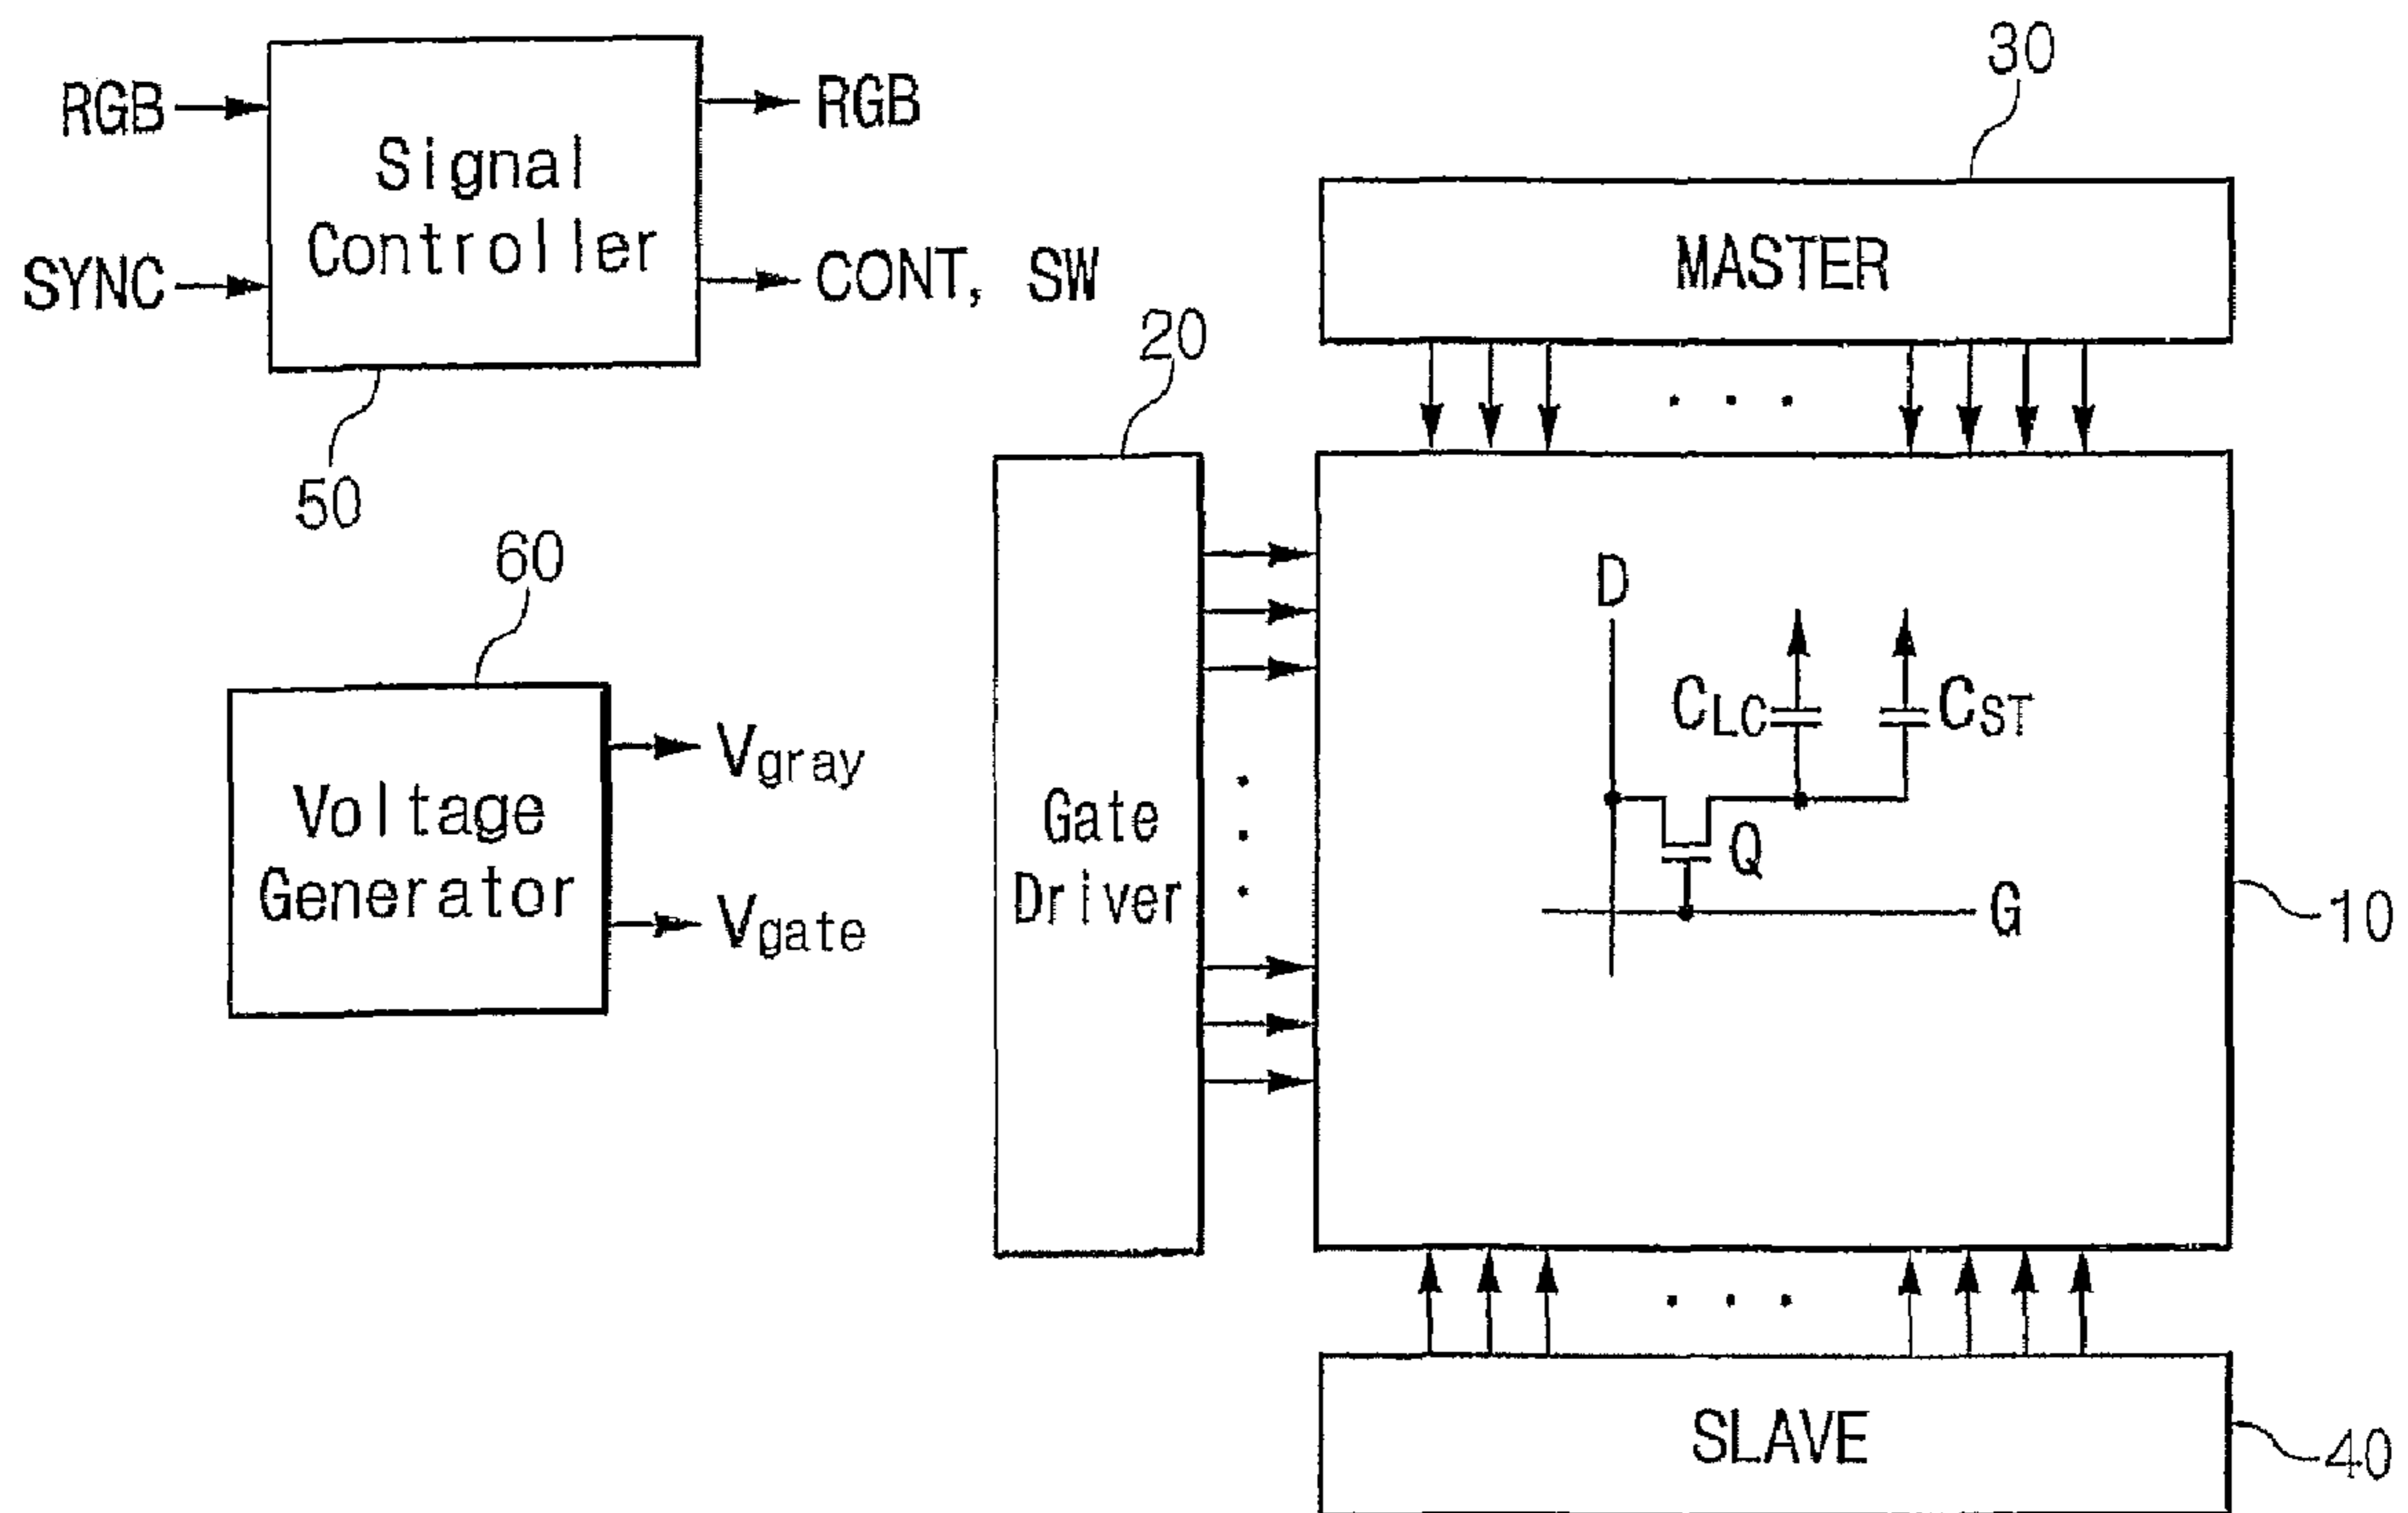 30
RGB
RGB
Signal
Controller
SYNC
CONT, SW
MASTER
20
50
60
D
CLC
CST
Vgray
Voltage
Generator
Vgate
Gate
Driver
Q
G
10
SLAVE
40